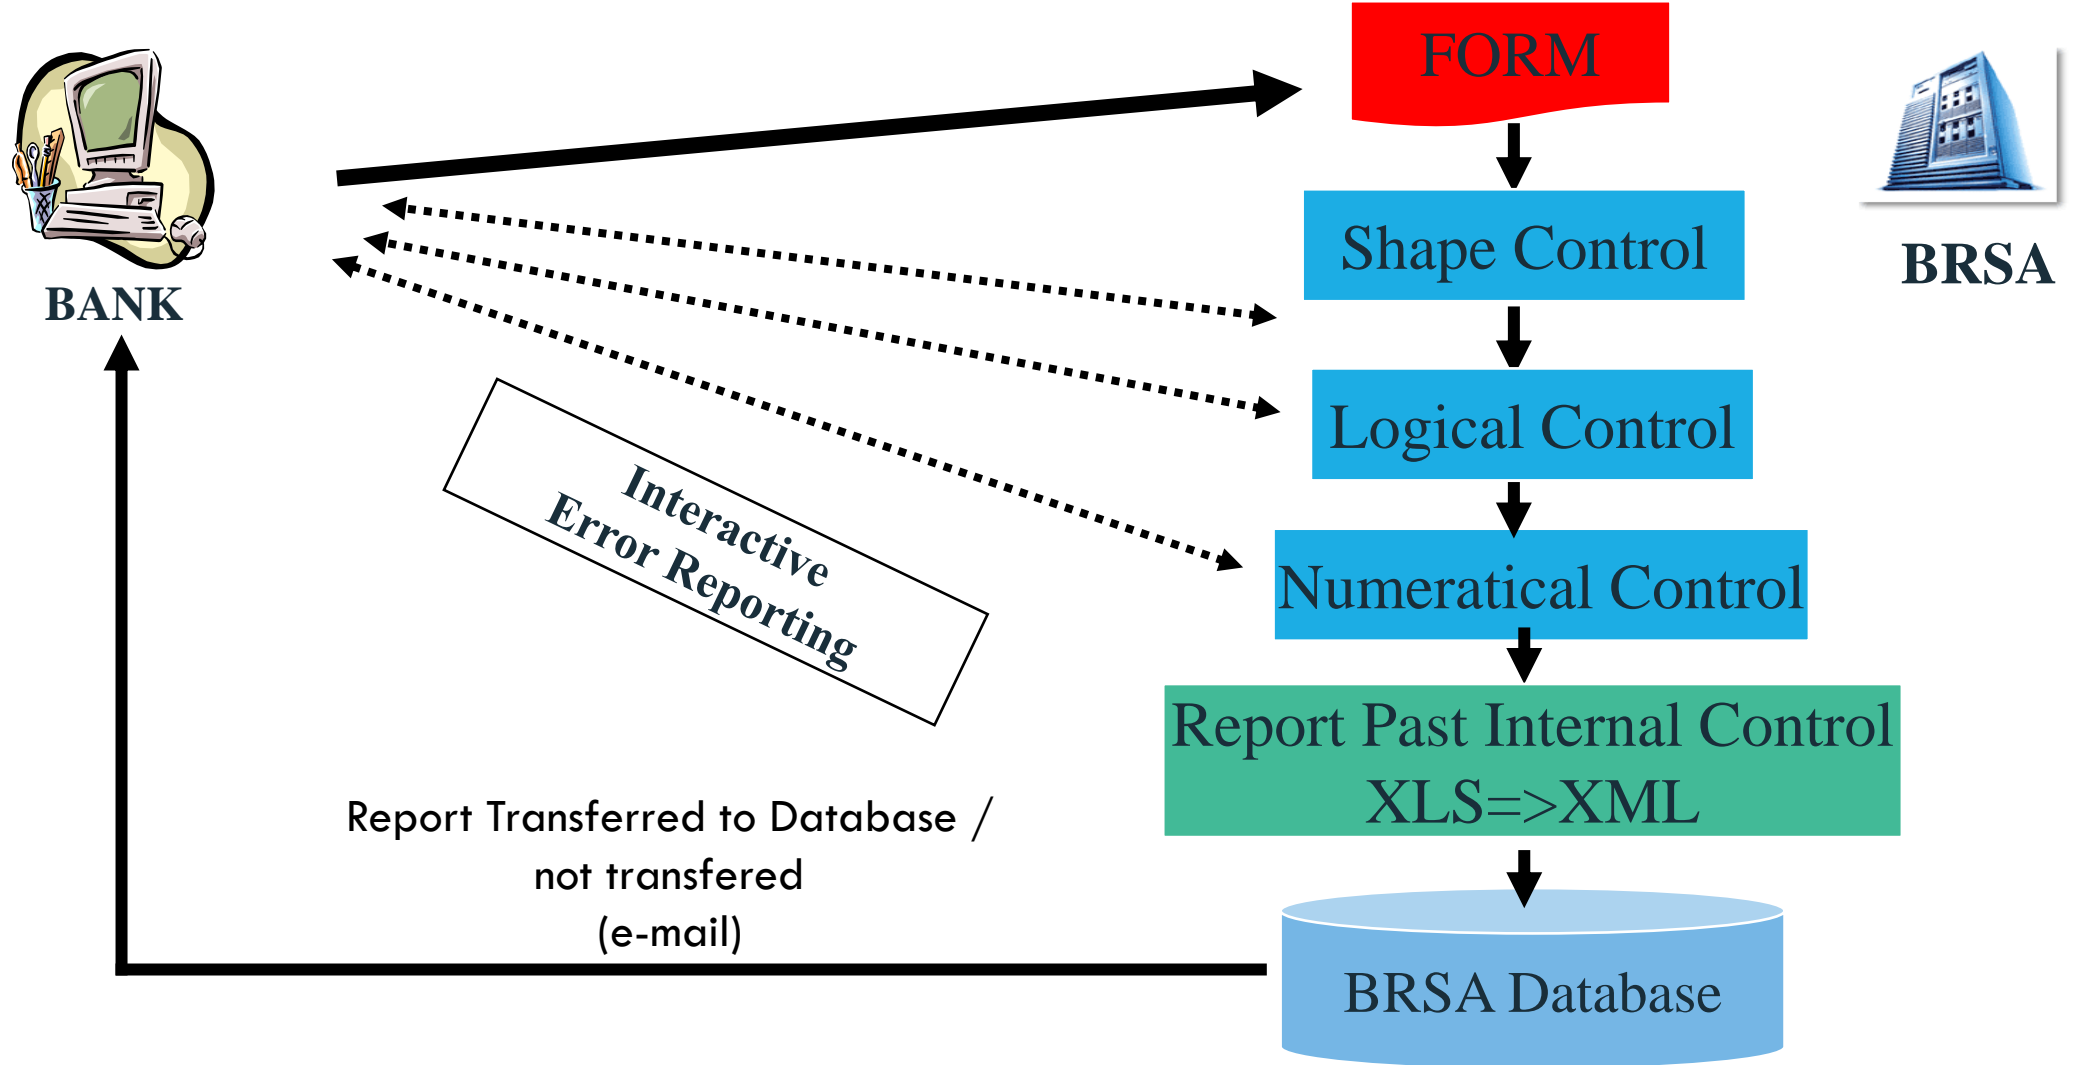 FORM
BANK
BRSA
Shape Control
Logical Control
Interactive
Error Reporting
Numeratical Control
Report Past Internal Control
XLS=>XML
Report Transferred to Database /
not transfered
(e-mail)
BRSA Database